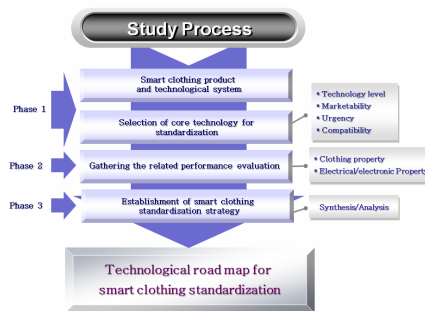 Study Process
Phase 1
Smart clothing product
and technological system
Selection of core technology for
standardization
• Technology level
• Marketability
• Urgency
• Compatibility
Phase 2
Gathering the related performance evaluation
• Clothing property
• Electrical/electronic Property
Phase 3
Establishment of smart clothing
standardization strategy
Synthesis/Analysis
Technological road map for
smart clothing standardization